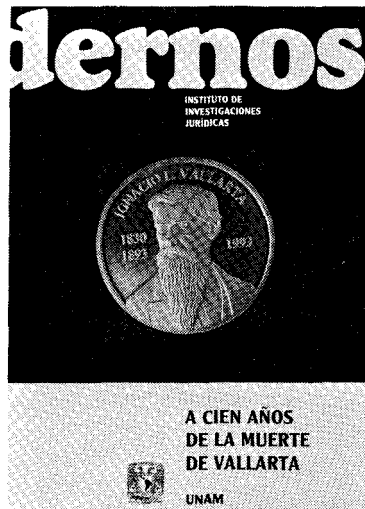 dernos
INSTITUTO DE
INVESTIGACIONES
JURÍDICAS
IGNACIO L. VALLARTA
1830
1893
1993
A CIEN AÑOS
DE LA MUERTE
DE VALLARTA
UNAM